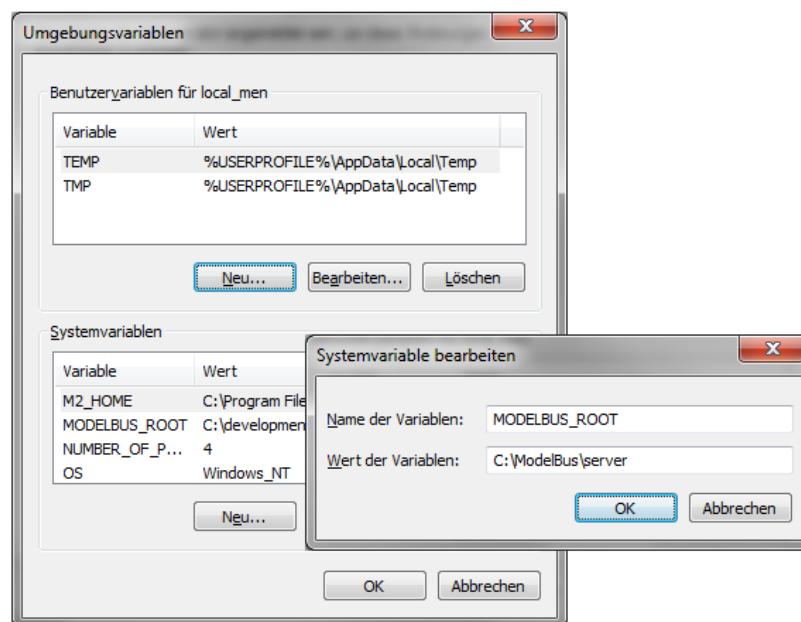 Umgebungsvariablen
Benutzervariablen für local_men
Variable Wert
TEMP %USERPROFILE%\AppData\Local\Temp
TMP %USERPROFILE%\AppData\Local\Temp
Neu... Bearbeiten... Löschen
Systemvariablen
Variable Wert
M2_HOME C:\Program File
MODELBUS_ROOT C:\developmen
NUMBER_OF_P... 4
OS Windows_NT
Neu...
OK Abbrechen
Systemvariable bearbeiten
Name der Variablen: MODELBUS_ROOT
Wert der Variablen: C:\ModelBus\server
OK Abbrechen